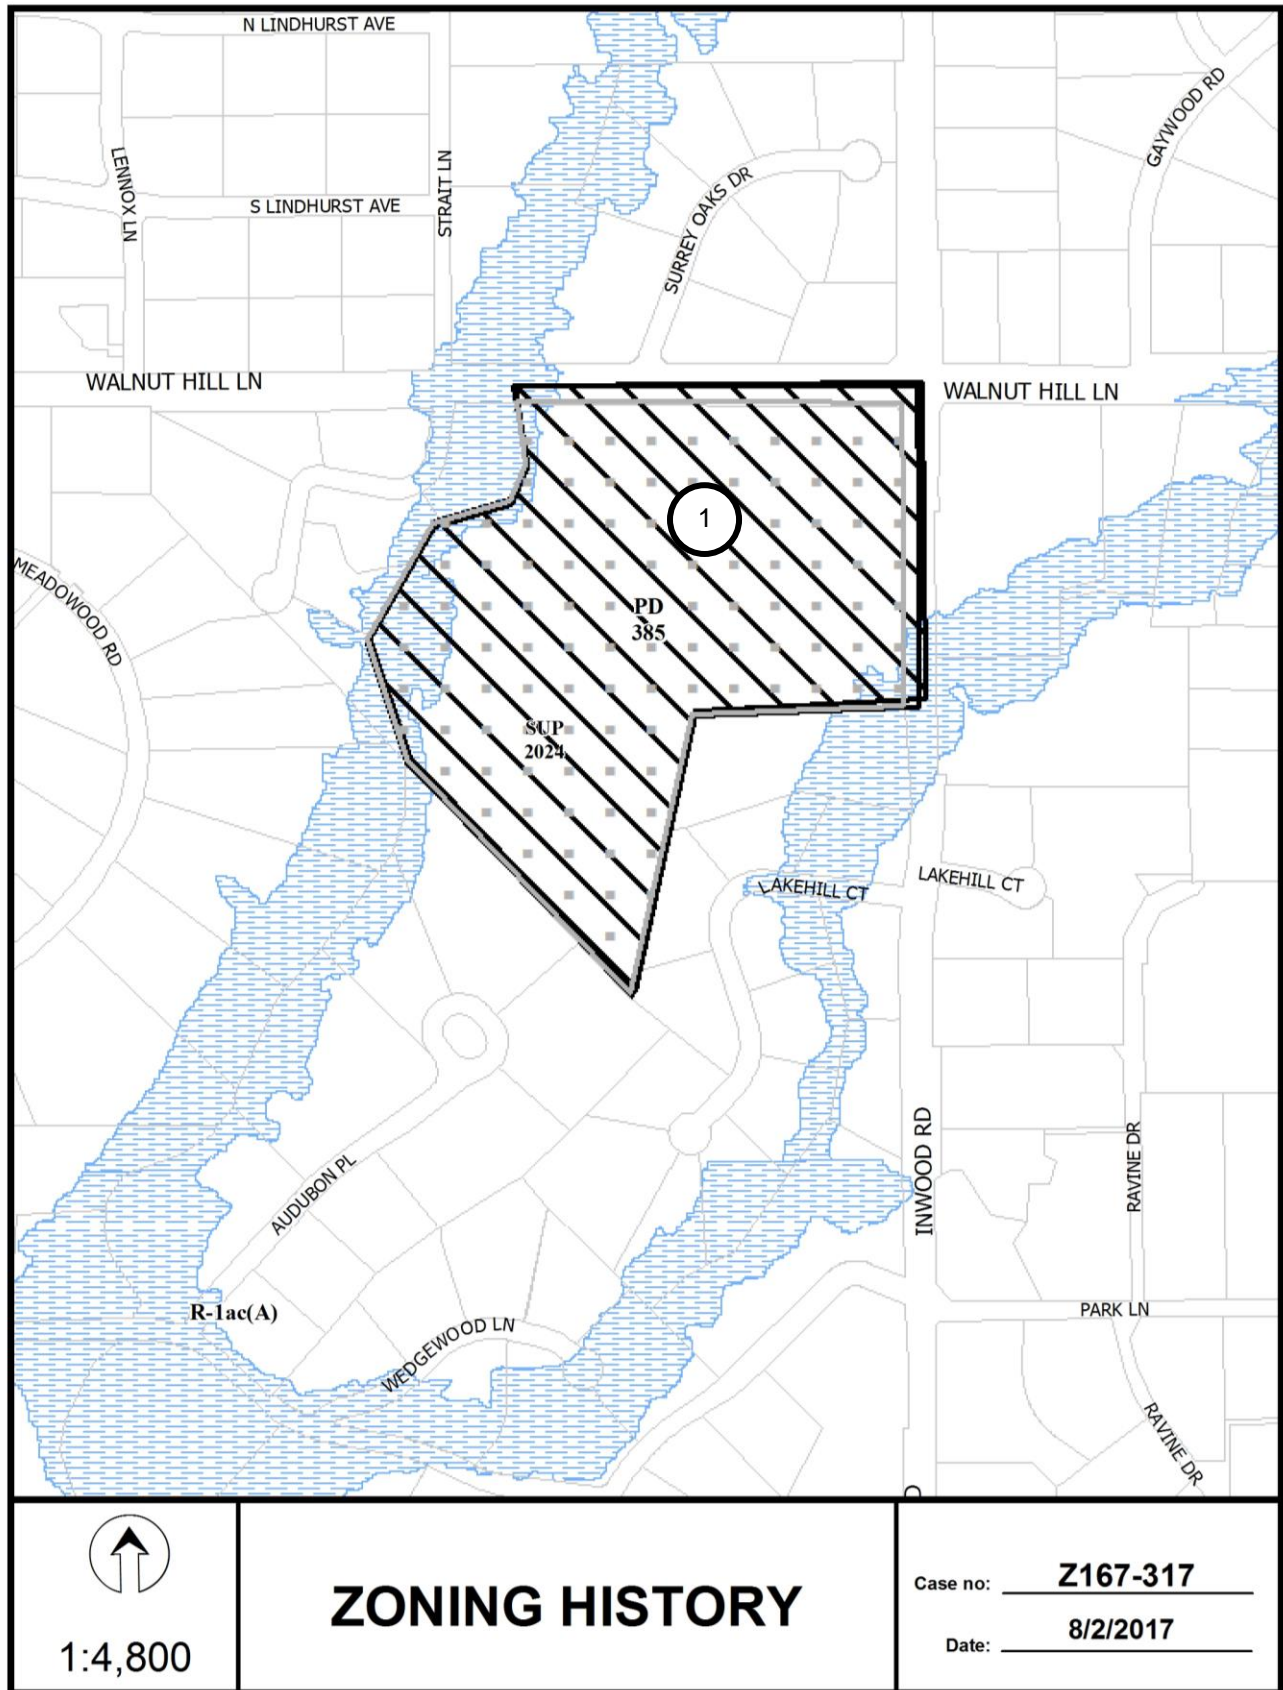 N LINDHURST AVE
GAYWOOD RD
LENNOX LN
STRAIT LN
SURREY OAKS DR
S LINDHURST AVE
WALNUT HILL LN
WALNUT HILL LN
1
MEADOWOOD RD
PD
385
SUP
2024
LAKEHILL CT
LAKEHILL CT
INWOOD RD
RAVINE DR
AUDUBON PL
R-1ac(A)
PARK LN
WEDGEWOOD LN
RAVINE DR
D
1:4,800
ZONING HISTORY
Case no: Z167-317
Date: 8/2/2017